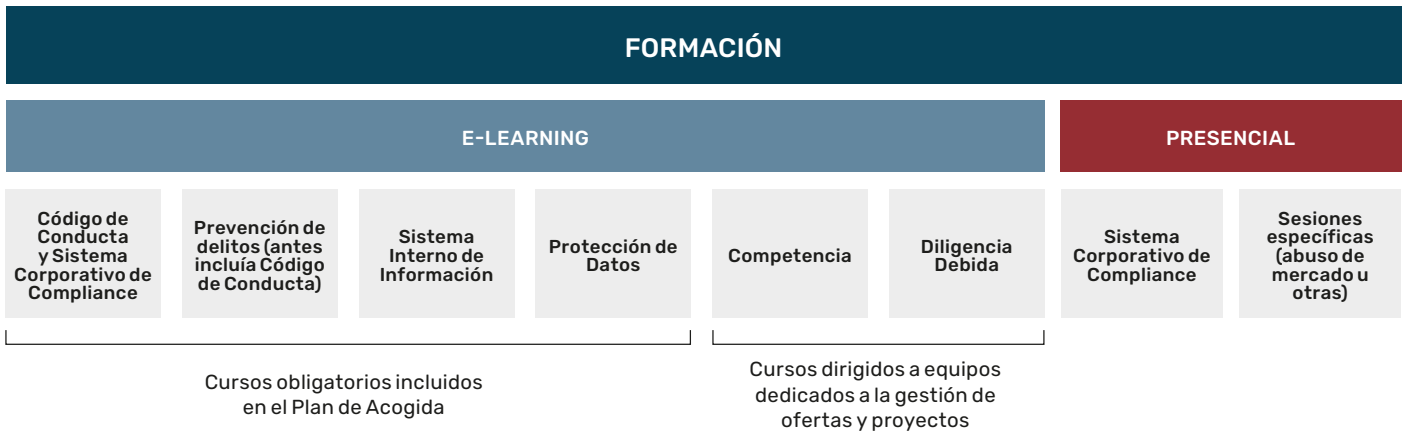 FORMACIÓN
E-LEARNING
PRESENCIAL
Código de
Conducta
y Sistema
Corporativo de
Compliance
Prevención de
delitos (antes
incluía Código
de Conducta)
Sistema
Interno de
Información
Protección de
Datos
Competencia
Diligencia
Debida
Sistema
Corporativo de
Compliance
Sesiones
específicas
(abuso de
mercado u
otras)
Cursos obligatorios incluidos
en el Plan de Acogida
Cursos dirigidos a equipos
dedicados a la gestión de
ofertas y proyectos